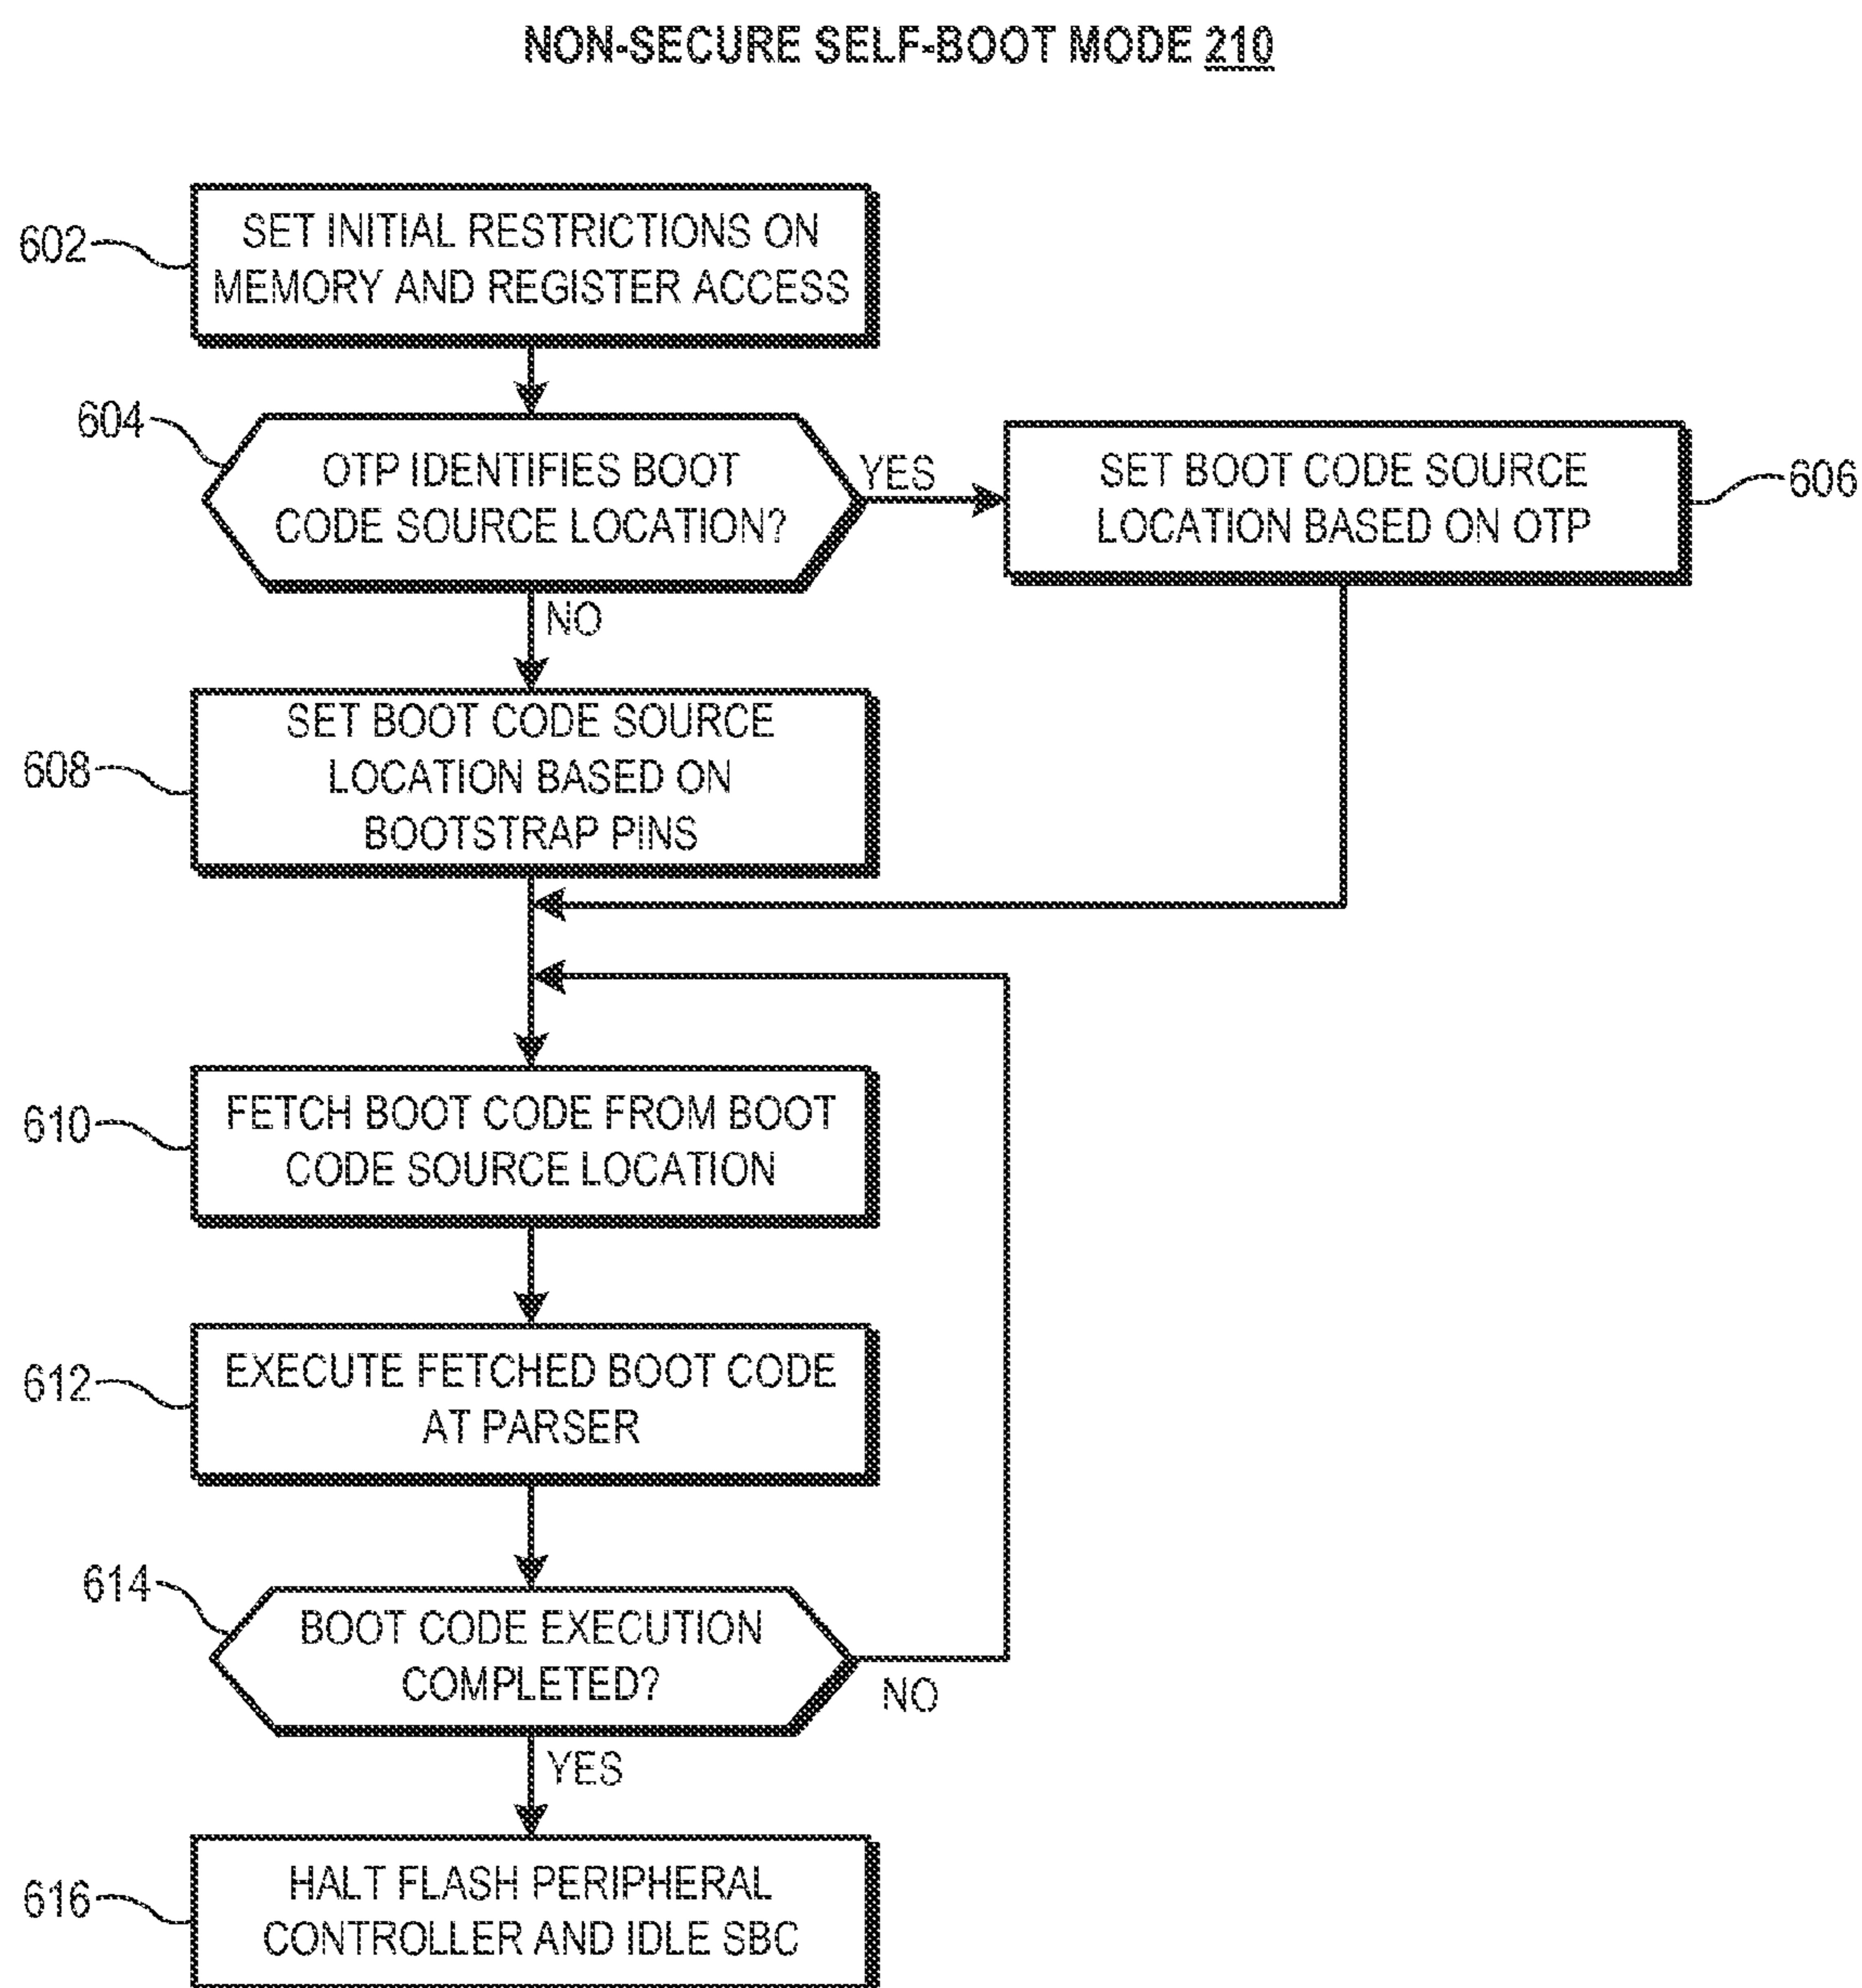 NON-SECURE SELF-BOOT MODE 210
602
SET INITIAL RESTRICTIONS ON
MEMORY AND REGISTER ACCESS
604
OTP IDENTIFIES BOOT
CODE SOURCE LOCATION?
YES
SET BOOT CODE SOURCE
LOCATION BASED ON OTP
606
NO
608
SET BOOT CODE SOURCE
LOCATION BASED ON
BOOTSTRAP PINS
610
FETCH BOOT CODE FROM BOOT
CODE SOURCE LOCATION
612
EXECUTE FETCHED BOOT CODE
AT PARSER
614
BOOT CODE EXECUTION
COMPLETED?
NO
YES
616
HALT FLASH PERIPHERAL
CONTROLLER AND IDLE SBC